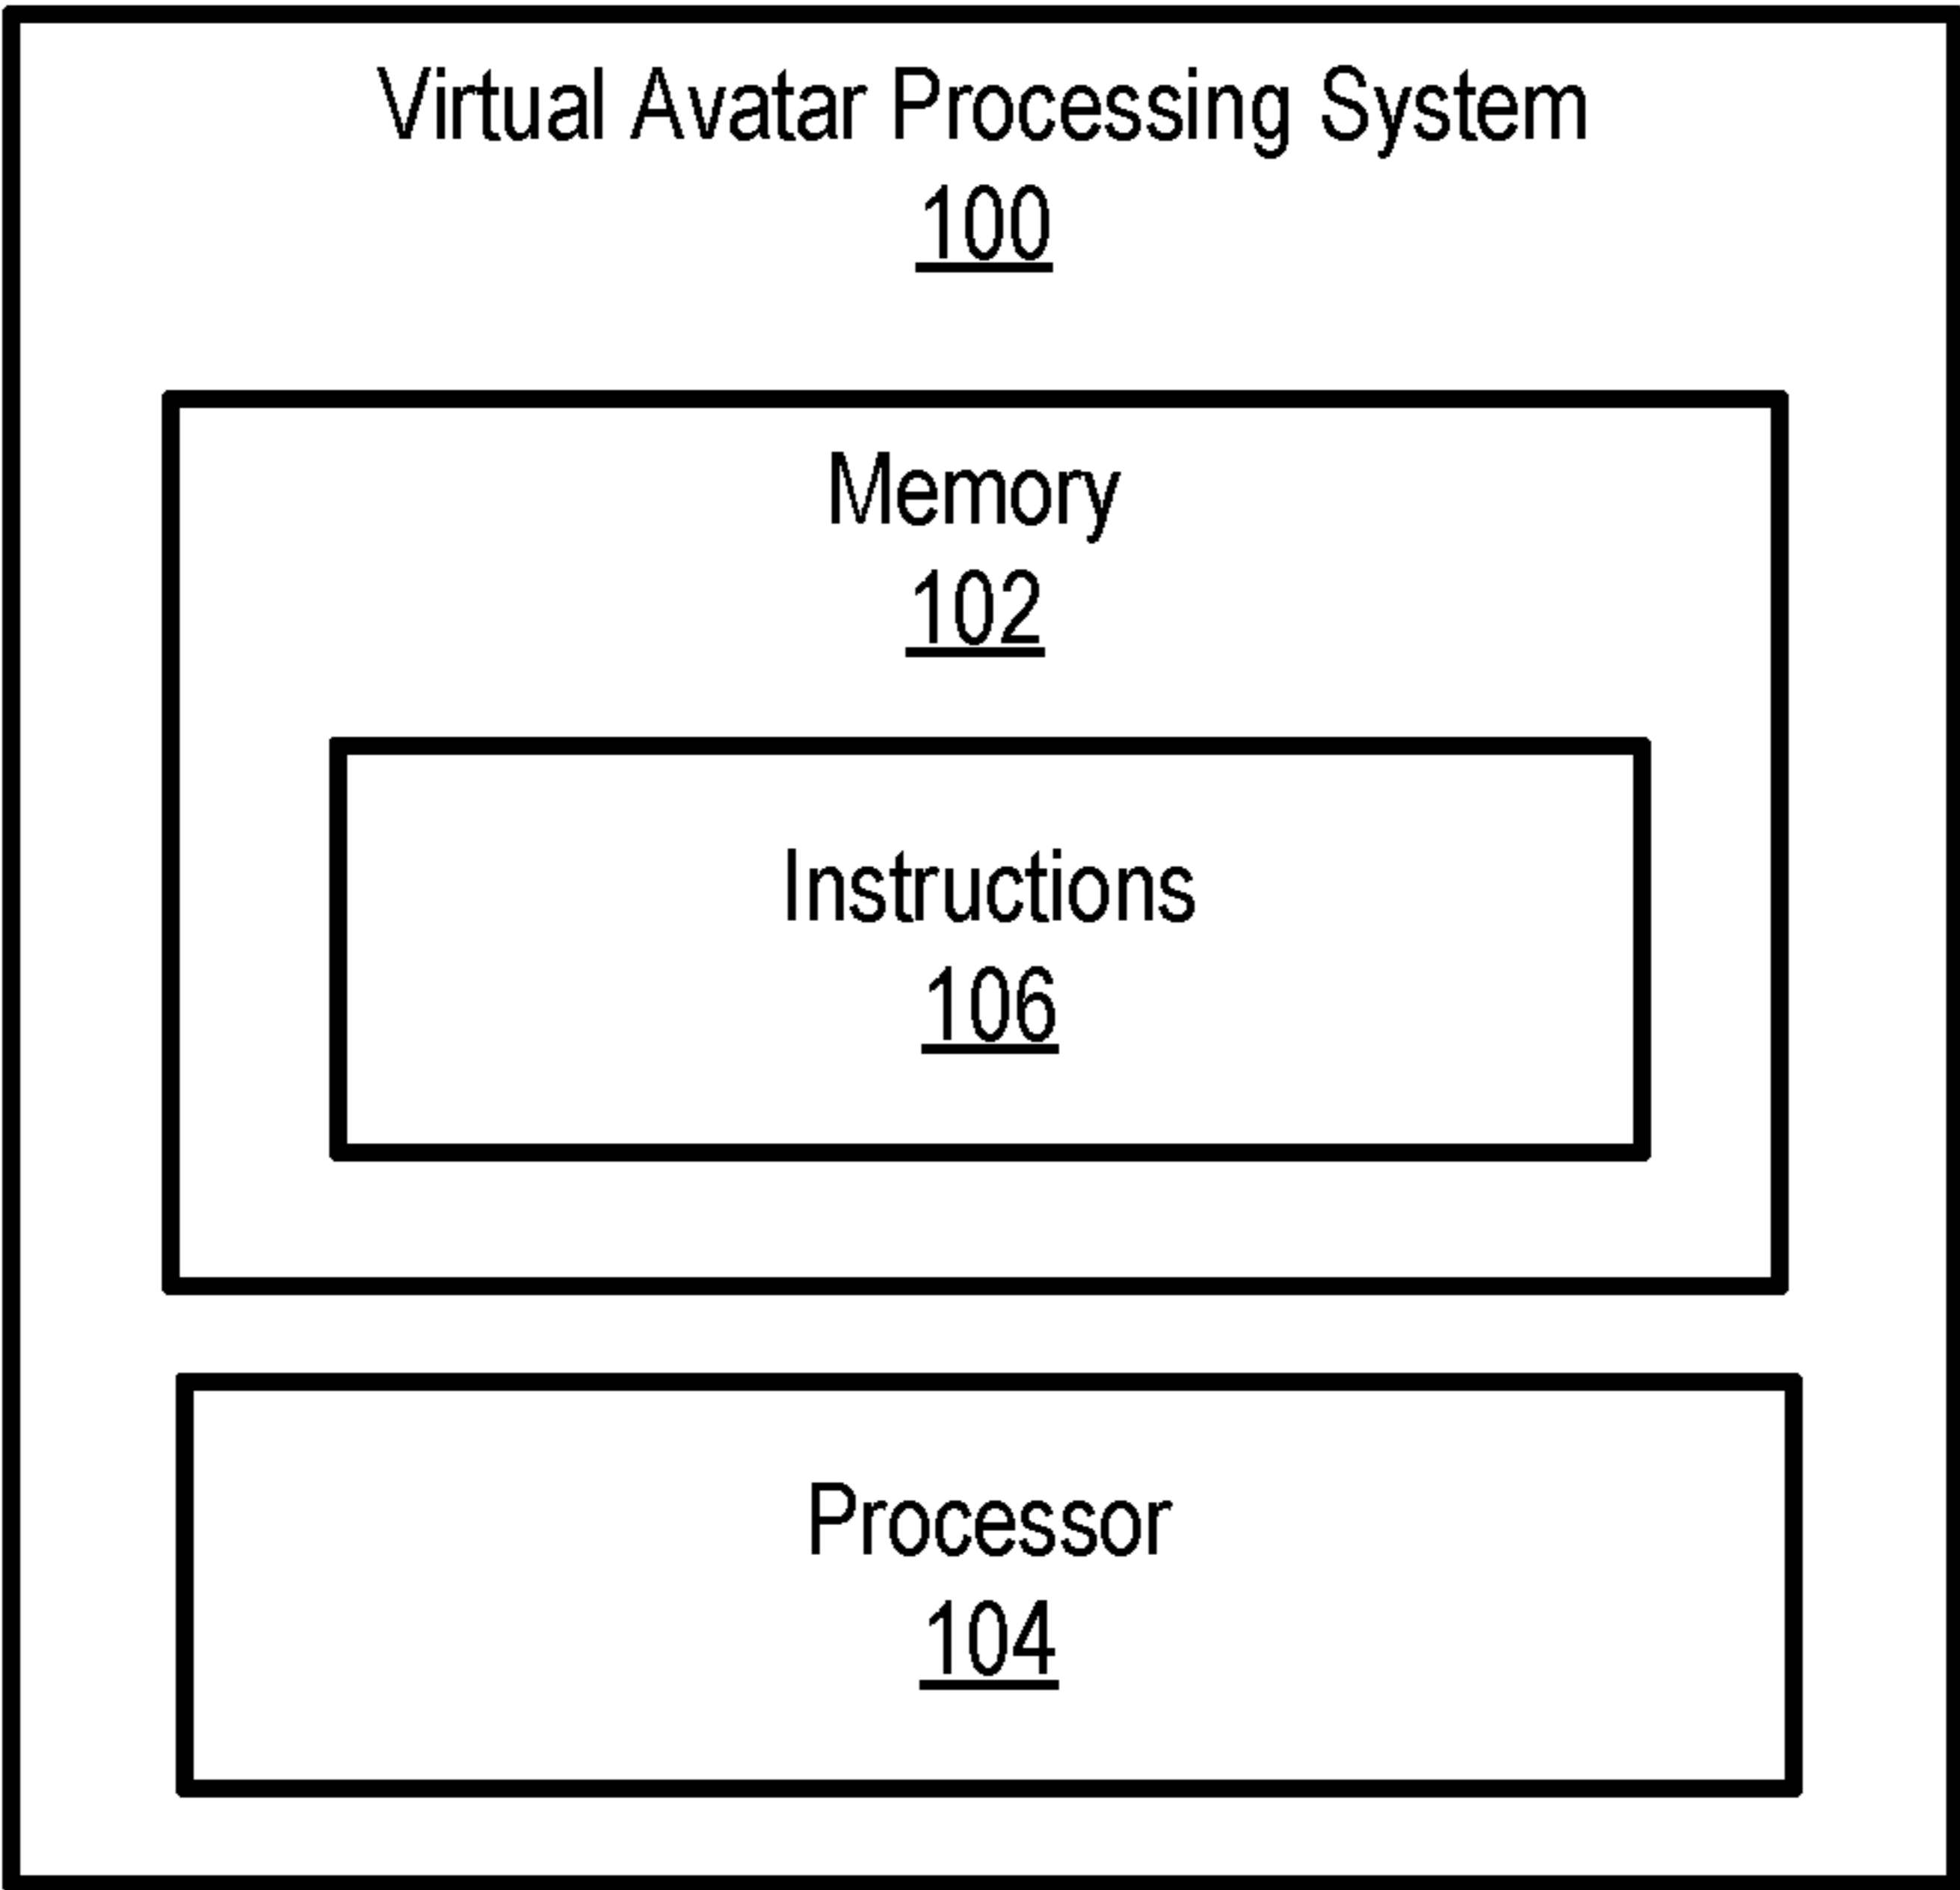 Virtual Avatar Processing System
100
Memory
102
Instructions
106
Processor
104